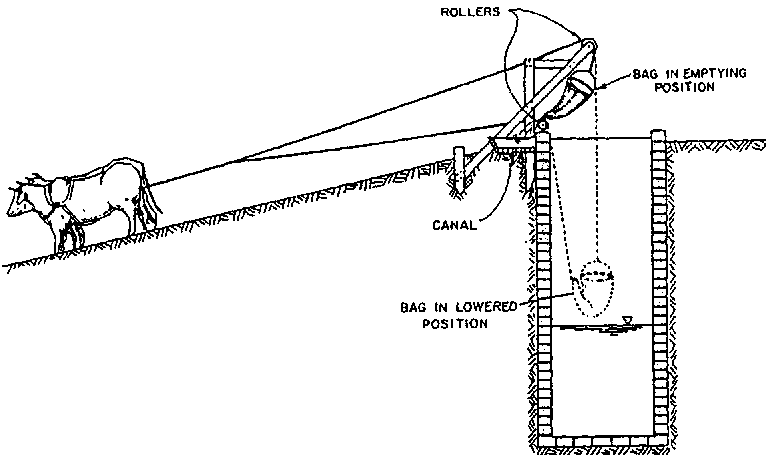 ROLLERS
BAG IN EMPTYING
POSITION
CANAL
BAG IN LOWERED
POSITION